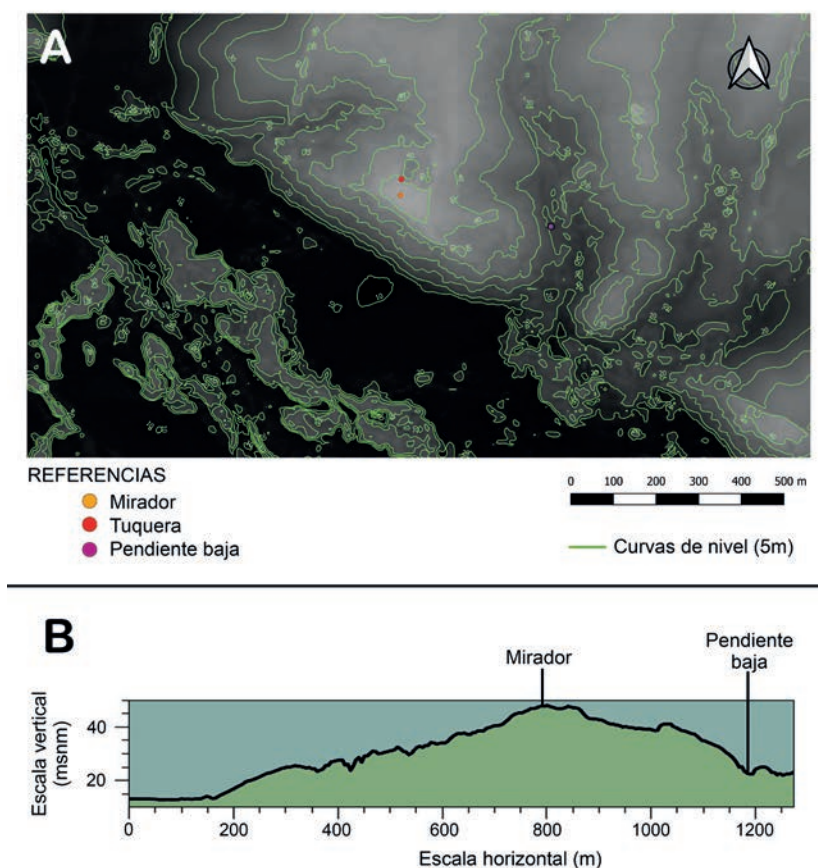 A
REFERENCIAS
Mirador
Tuquera
Pendiente baja
0 100 200 300 400 500 m
Curvas de nivel (5m)
B
Mirador
Pendiente
baja
Escala vertical
(msnm)
40
20
0 200 400 600 800 1000 1200
Escala horizontal (m)